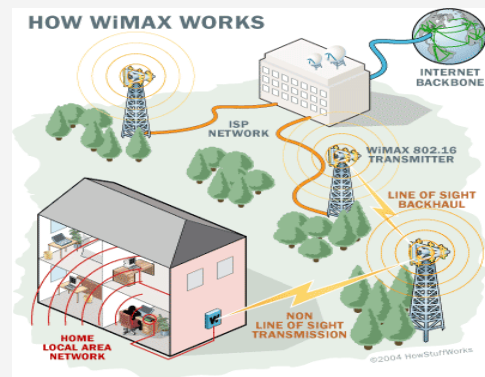 HOW WiMAX WORKS
INTERNET
BACKBONE
ISP
NETWORK
WiMAX 802.16
TRANSMITTER
LINE OF SIGHT
BACKHAUL
NON
LINE OF SIGHT
TRANSMISSION
HOME
LOCAL AREA
NETWORK
©2004 HowStuffWorks